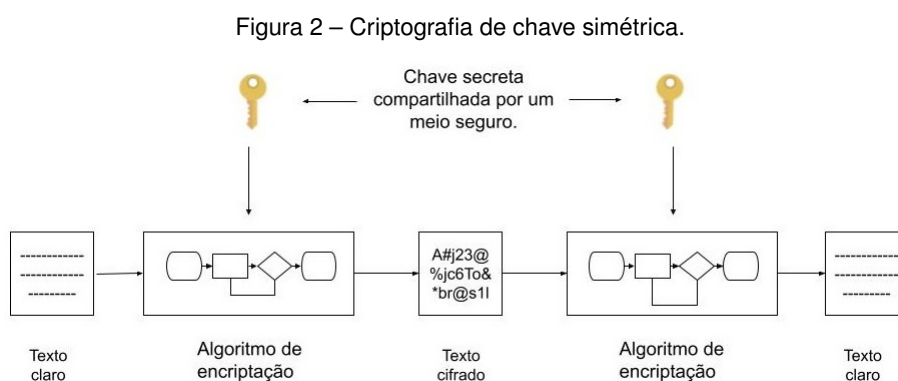 Figura 2 – Criptografia de chave simétrica.
Chave secreta
compartilhada por um
meio seguro.
A#j23@
%jc6To&
*br@s1l
Texto
claro
Algoritmo de
encriptação
Texto
cifrado
Algoritmo de
encriptação
Texto
claro